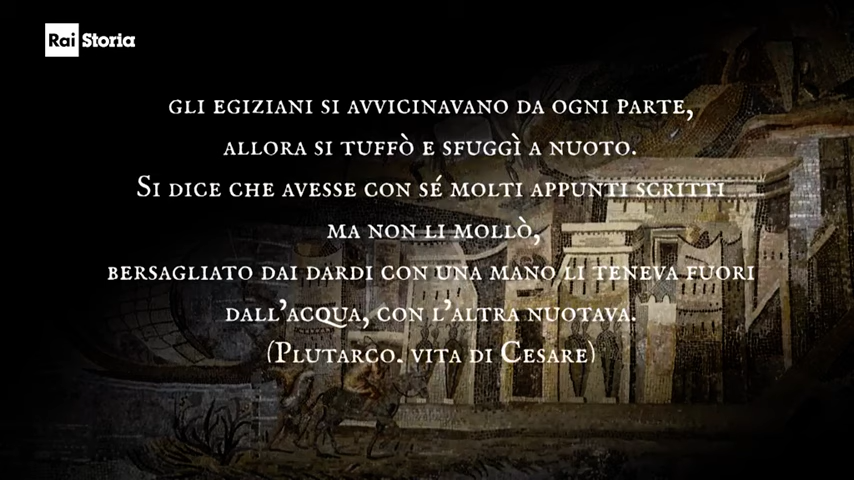 Rai Storia
GLI EGIZIANI SI AVVICINAVANO DA OGNI PARTE,
ALLORA SI TUFFÒ E SFUGGÌ A NUOTO.
SI DICE CHE AVESSE CON SÉ MOLTI APPUNTI SCRITTI
MA NON LI MOLLÒ,
BERSAGLIATO DAI DARDI CON UNA MANO LI TENEVA FUORI
DALL'ACQUA, CON L'ALTRA NUOTAVA.
(PLUTARCO, VITA DI CESARE)